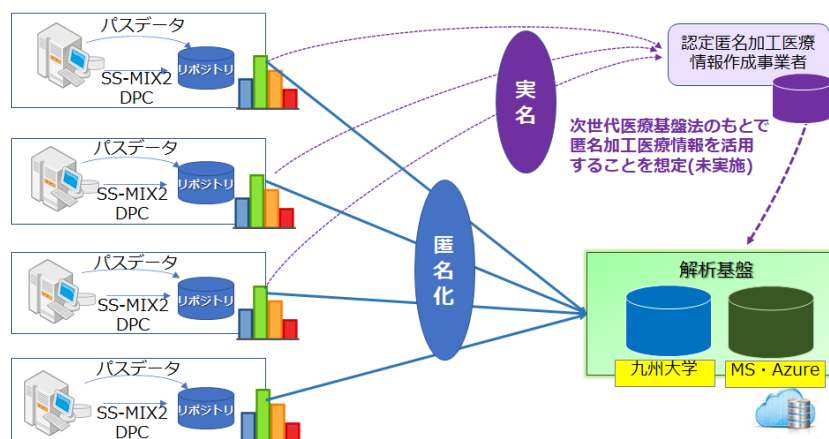 パスデータ
リポジトリ
SS-MIX2
DPC
パスデータ
リポジトリ
SS-MIX2
DPC
パスデータ
リポジトリ
SS-MIX2
DPC
パスデータ
リポジトリ
SS-MIX2
DPC
実名
匿名化
認定匿名加工医療
情報作成事業者
次世代医療基盤法のもとで
匿名加工医療情報を活用
することを想定(未実施)
解析基盤
九州大学
MS・Azure